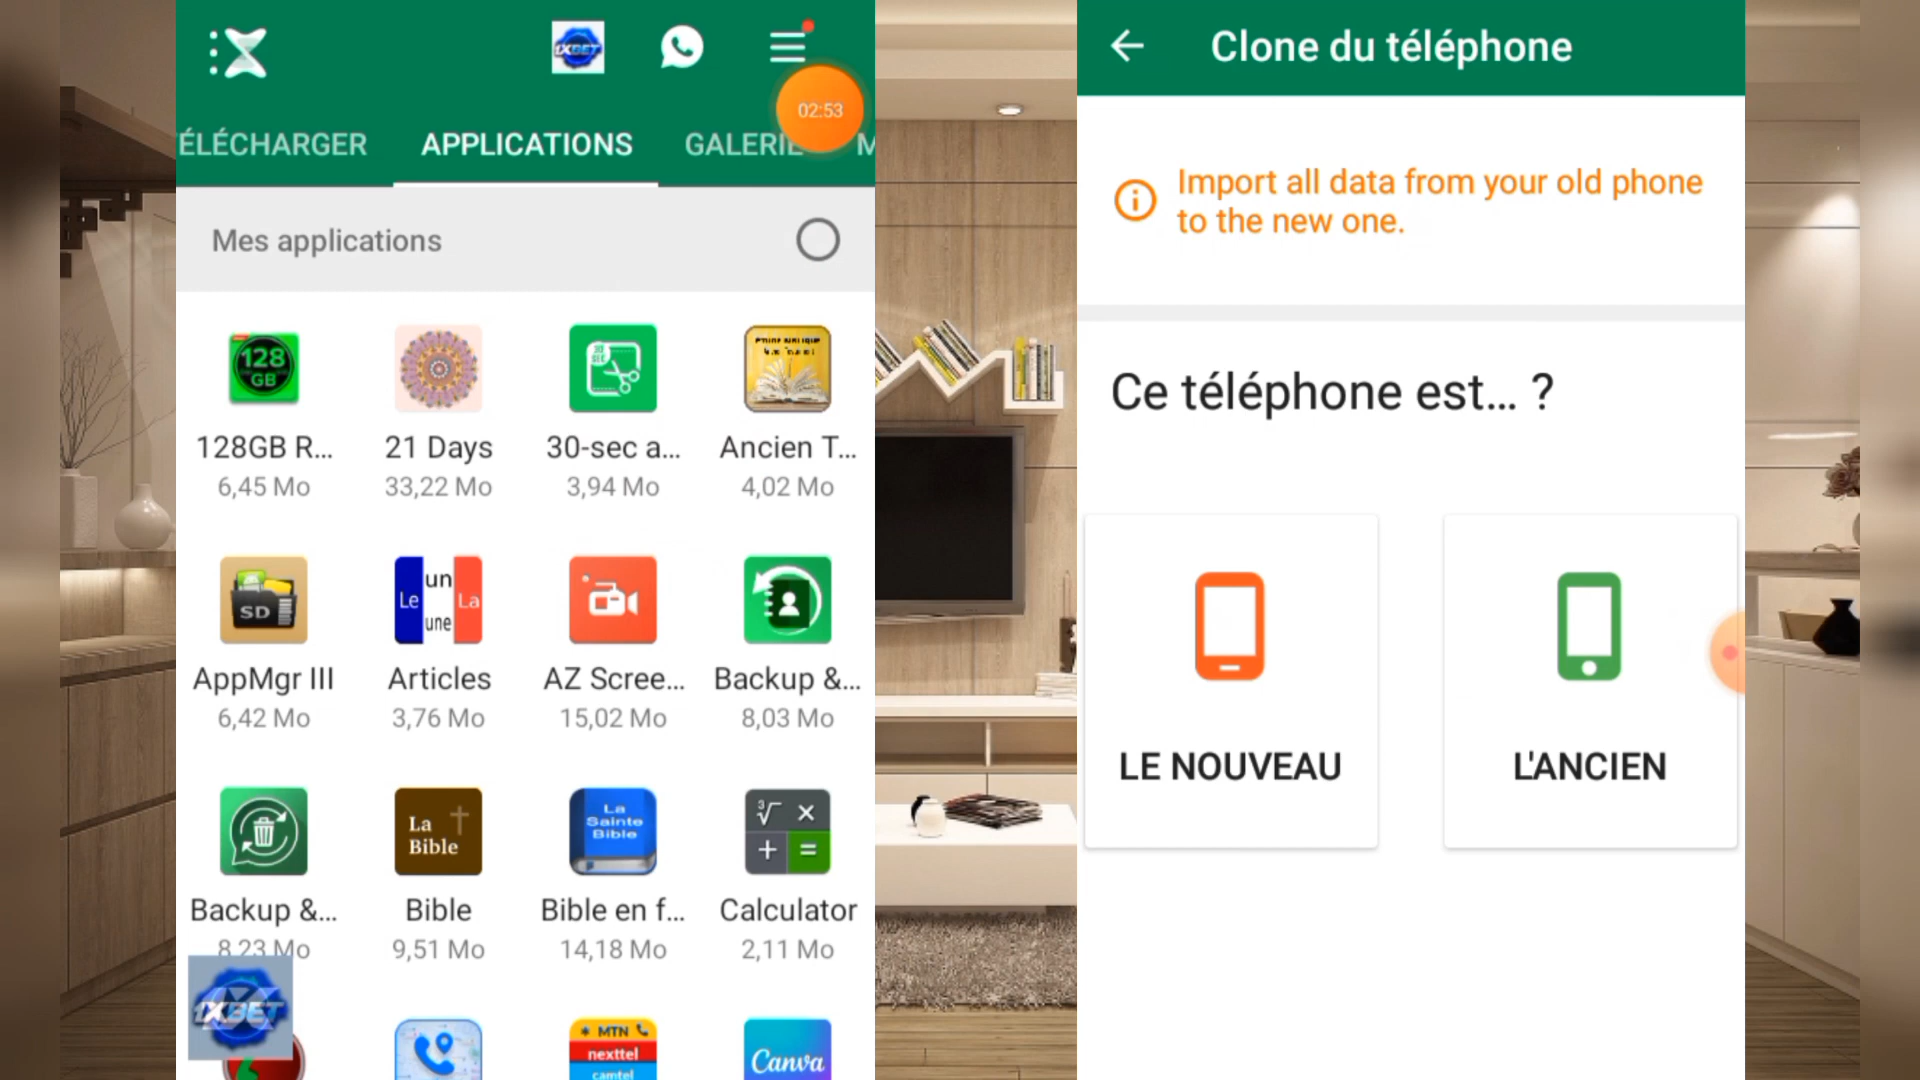 1XBET
02:53
ÉLÉCHARGER APPLICATIONS GALERIE M
Mes applications
128 GB
128GB R...
6,45 Mo
21 Days
33,22 Mo
30 SEC
30-sec a...
3,94 Mo
Ancien T...
4,02 Mo
SD
AppMgr III
6,42 Mo
Le un une La
Articles
3,76 Mo
AZ Scree...
15,02 Mo
Backup &...
8,03 Mo
Backup &...
8,23 Mo
La
Bible
Bible
9,51 Mo
La
Sainte
Bible
Bible en f...
14,18 Mo
3√ ×
+ =
Calculator
2,11 Mo
1XBET
* MTN
nexttel
camtel
Canva
Clone du téléphone
Import all data from your old phone
to the new one.
Ce téléphone est... ?
LE NOUVEAU
L'ANCIEN